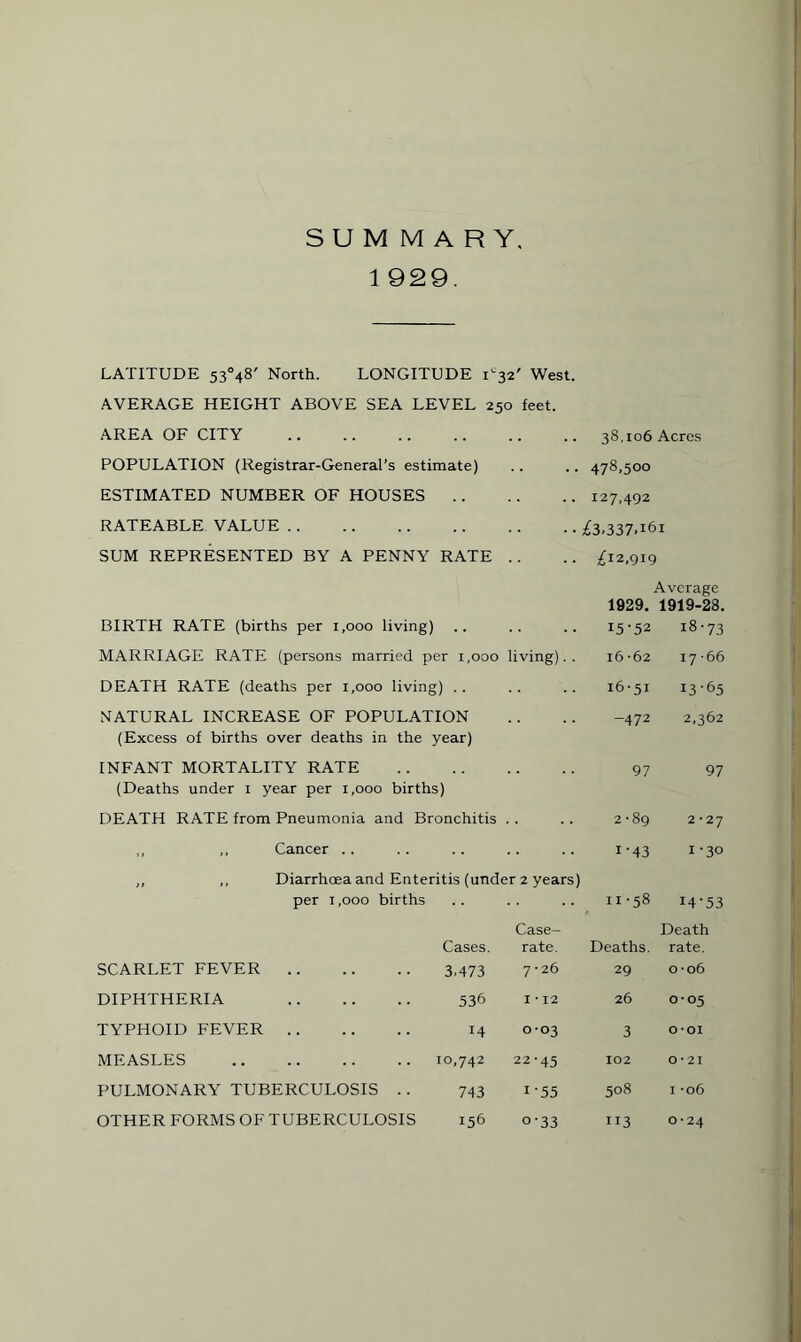 SUMMARY,
1929.
LATITUDE 53°48′ North. LONGITUDE 1°32′ West.
AVERAGE HEIGHT ABOVE SEA LEVEL 250 feet.
AREA OF CITY .. .. .. .. .. .. 38,106 Acres
POPULATION (Registrar-General's estimate) .. .. 478,500
ESTIMATED NUMBER OF HOUSES .. .. .. 127,492
RATEABLE VALUE .. .. .. .. .. .. £3,337,161
SUM REPRESENTED BY A PENNY RATE .. .. £12,919
Average
1929. 1919-28.
BIRTH RATE (births per 1,000 living) .. .. .. 15·52 18·73
MARRIAGE RATE (persons married per 1,000 living) .. 16·62 17·66
DEATH RATE (deaths per 1,000 living) .. .. .. 16·51 13·65
NATURAL INCREASE OF POPULATION .. .. -472 2,362
(Excess of births over deaths in the year)
INFANT MORTALITY RATE .. .. .. .. 97 97
(Deaths under 1 year per 1,000 births)
DEATH RATE from Pneumonia and Bronchitis .. .. 2·89 2·27
,, ,, Cancer .. .. .. .. .. 1·43 1·30
,, ,, Diarrhœa and Enteritis (under 2 years)
per 1,000 births .. .. .. 11·58 14·53
Case- Death
Cases. rate. Deaths. rate.
SCARLET FEVER .. .. .. 3,473 7·26 29 0·06
DIPHTHERIA .. .. .. 536 1·12 26 0·05
TYPHOID FEVER .. .. .. 14 0·03 3 0·01
MEASLES .. .. .. .. 10,742 22·45 102 0·21
PULMONARY TUBERCULOSIS .. 743 1·55 508 1·06
OTHER FORMS OF TUBERCULOSIS 156 0·33 113 0·24